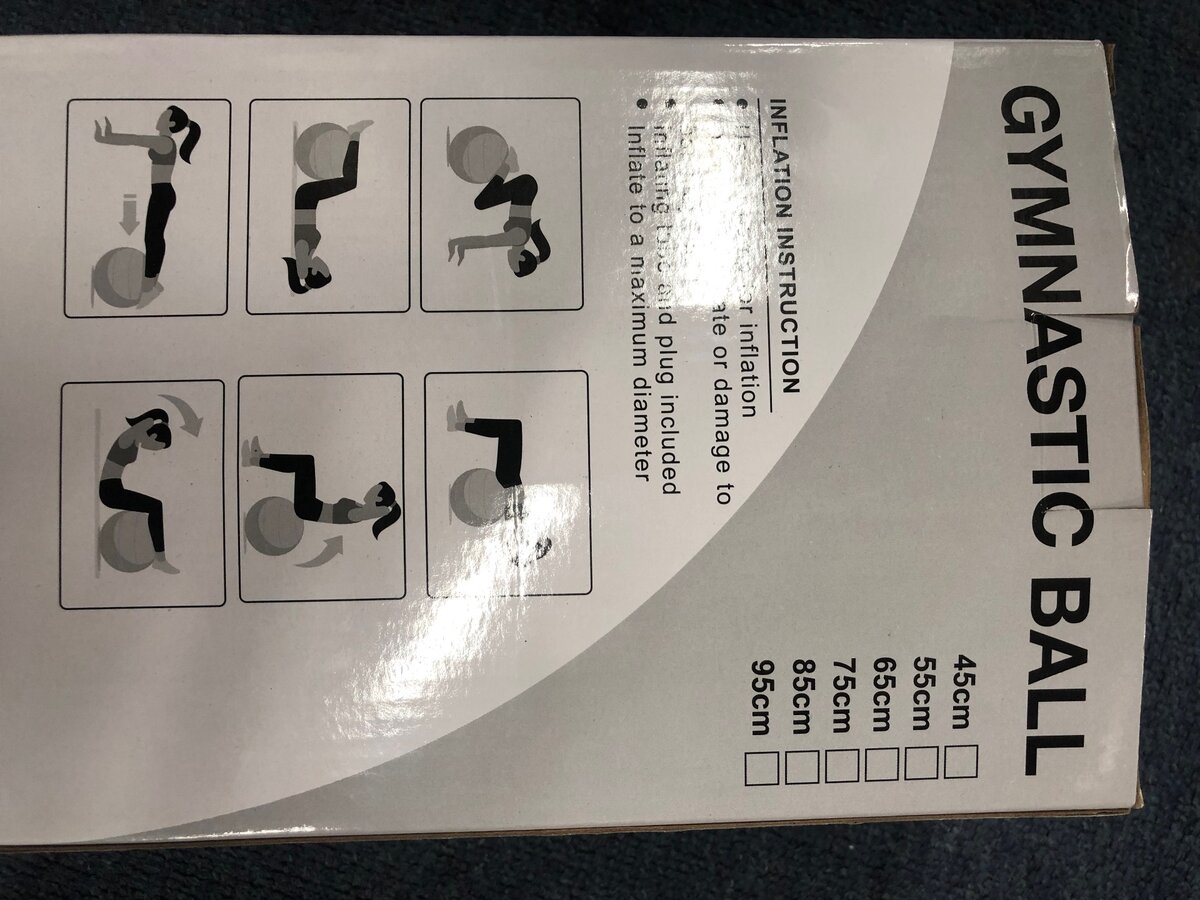 GYMNASTIC BALL
45cm
55cm
65cm
75cm
85cm
95cm
INFLATION INSTRUCTION
inflation
or damage to
and plug included
Inflate to a maximum diameter